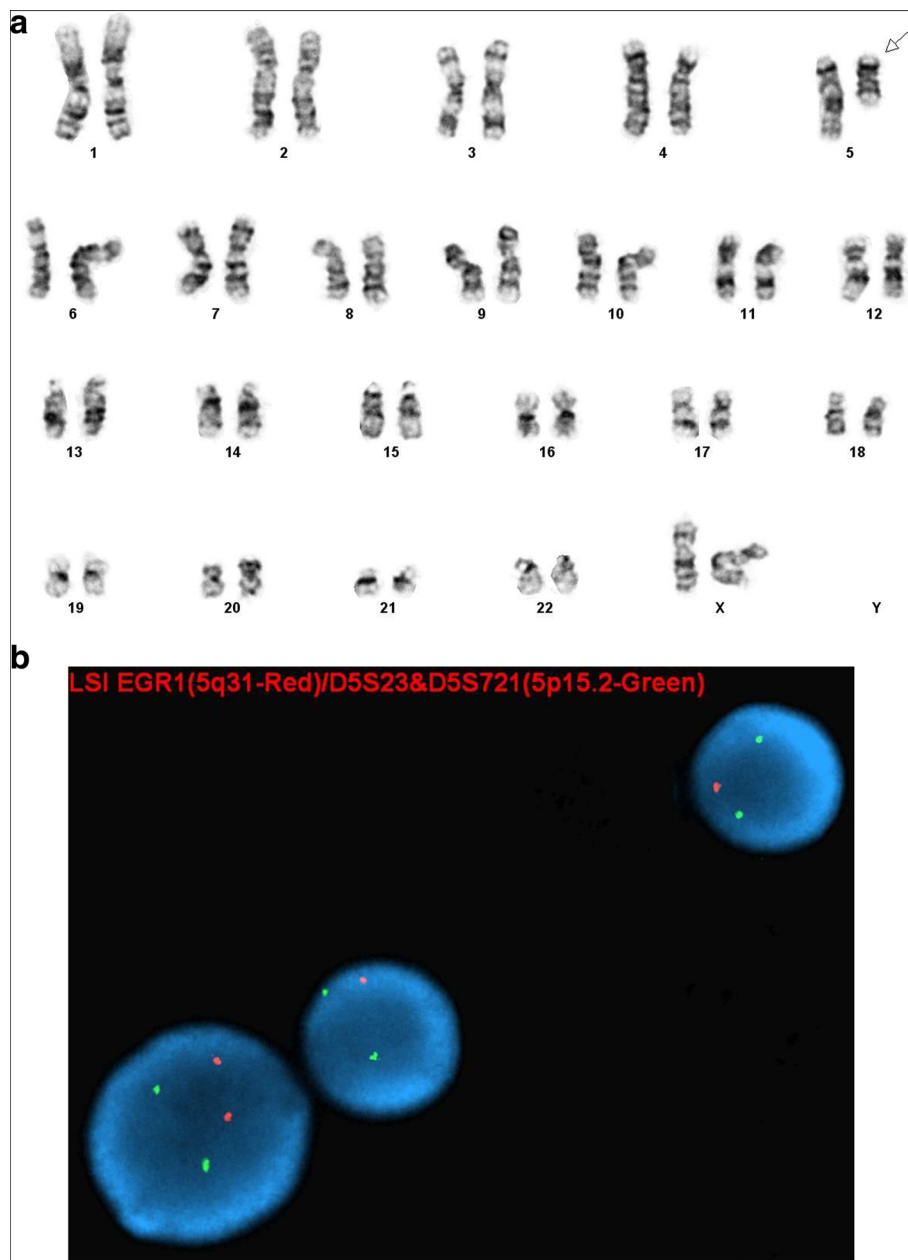 a
1 2 3 4 5
6 7 8 9 10 11 12
13 14 15 16 17 18
19 20 21 22 X Y
b
LSI EGR1(5q31-Red)/D5S23&D5S721(5p15.2-Green)